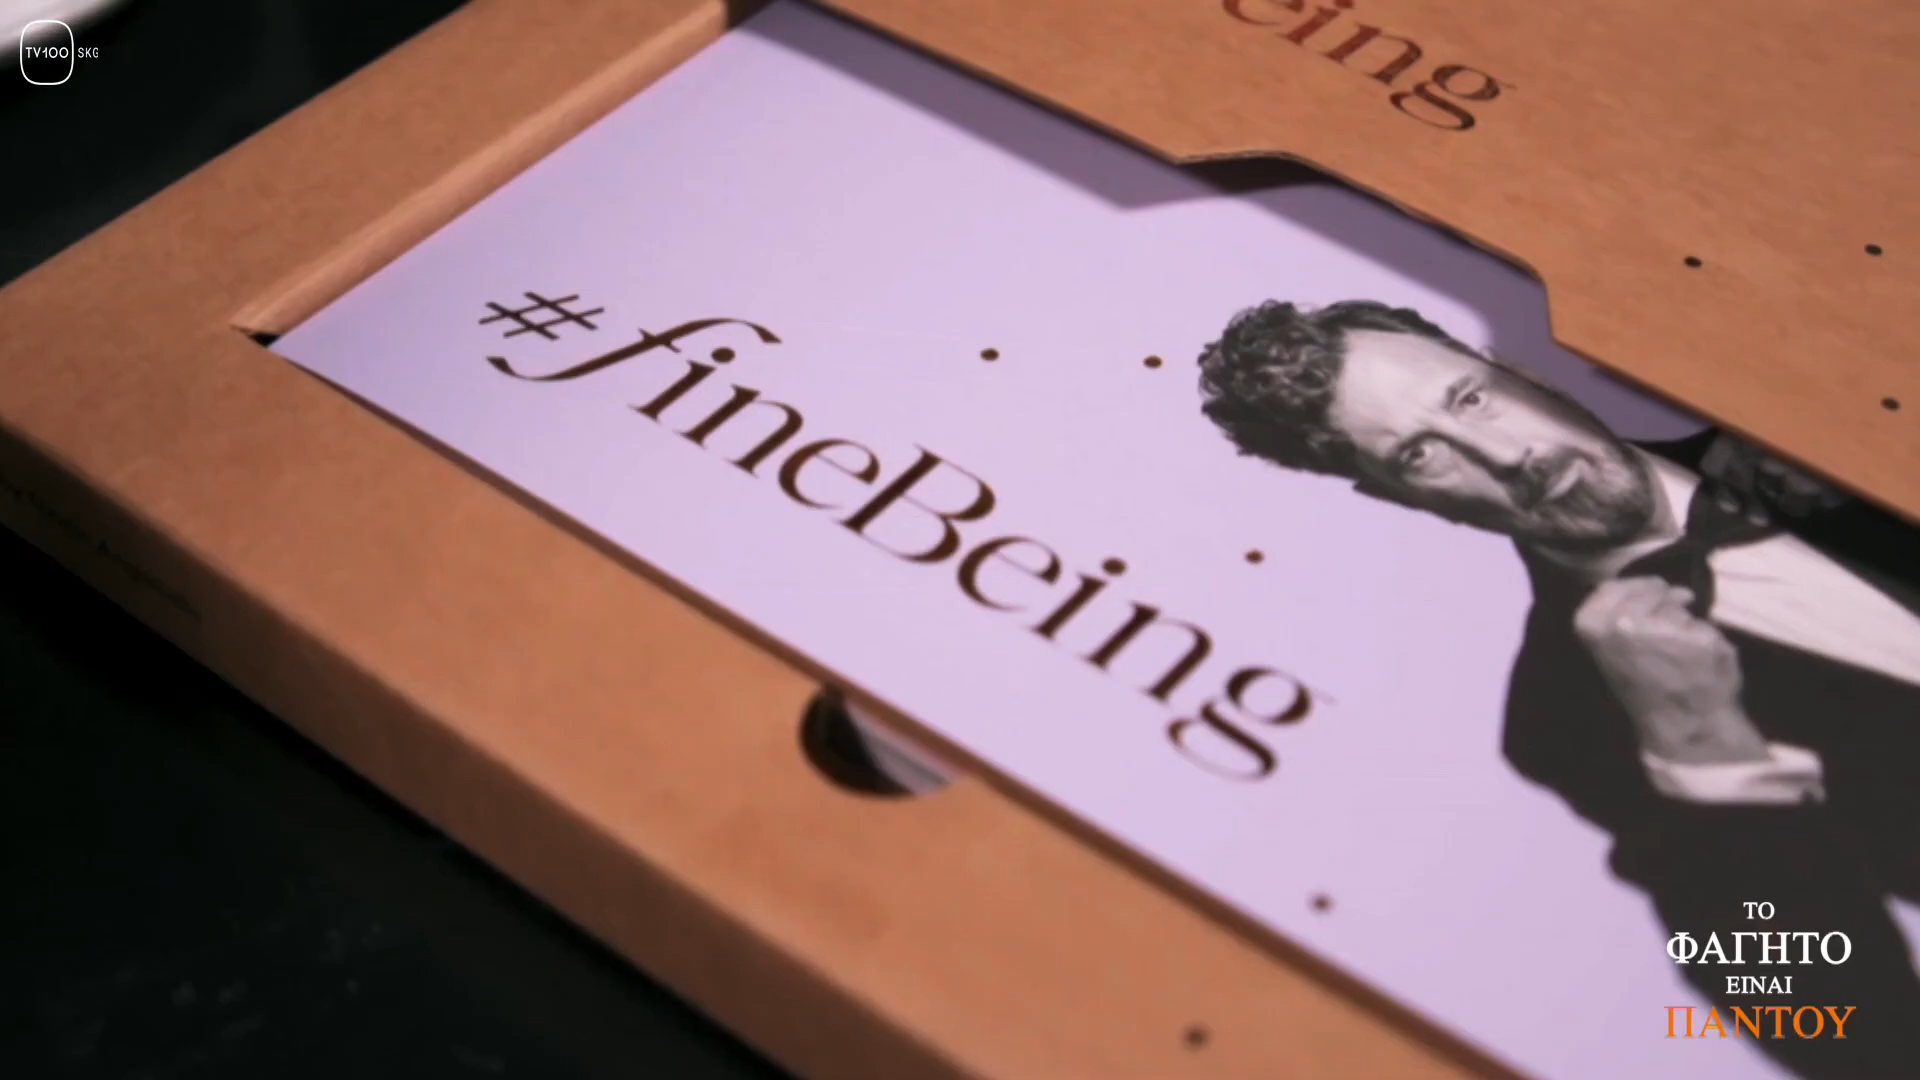 TV100 SKG
eing
#fineBeing
ΤΟ
ΦΑΓΗΤΟ
ΕΙΝΑΙ
ΠΑΝΤΟΥ